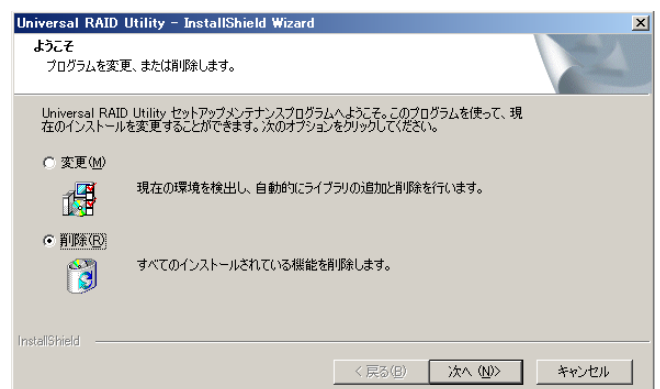 Universal RAID Utility - InstallShield Wizard
ようこそ
プログラムを変更、または削除します。
Universal RAID Utility セットアップメンテナンスプログラムへようこそ。このプログラムを使って、現
在のインストールを変更することができます。次のオプションをクリックしてください。
変更(M)
現在の環境を検出し、自動的にライブラリの追加と削除を行います。
削除(R)
すべてのインストールされている機能を削除します。
InstallShield
< 戻る(B)
次へ (N)>
キャンセル